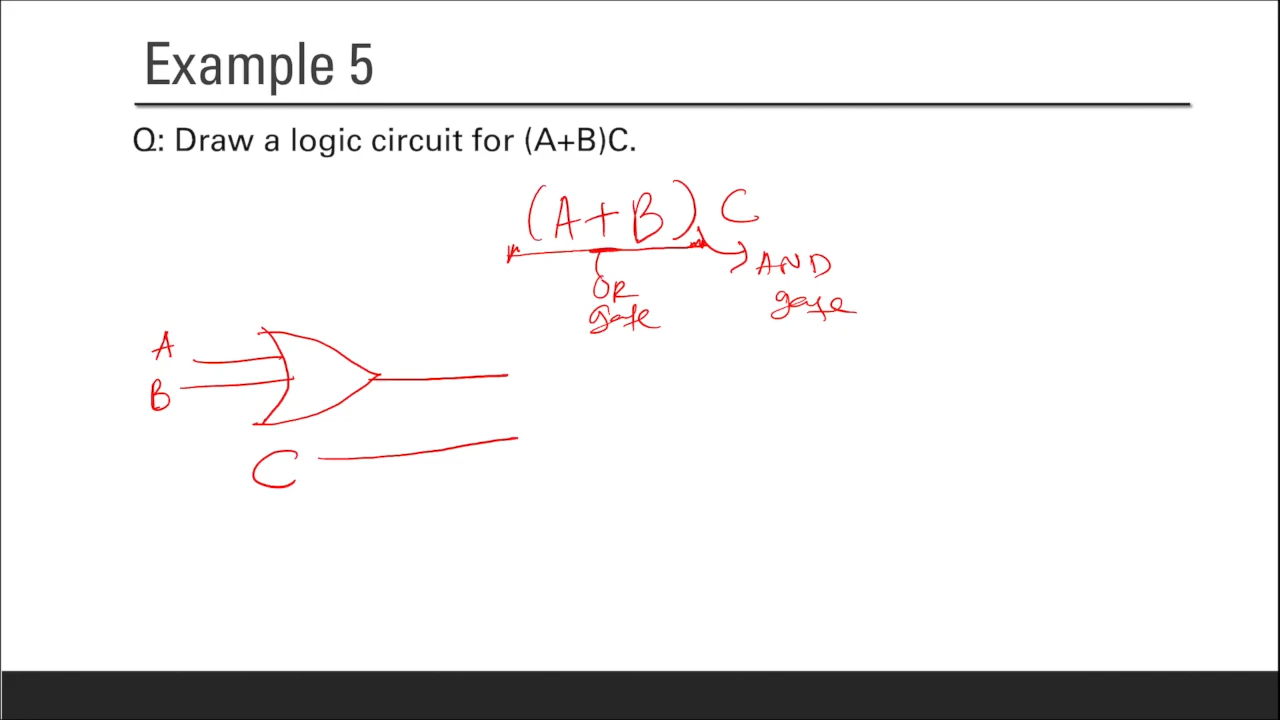 Example 5
Q: Draw a logic circuit for (A+B)C.
(A+B).C
OR
gate
AND
gate
A
B
C